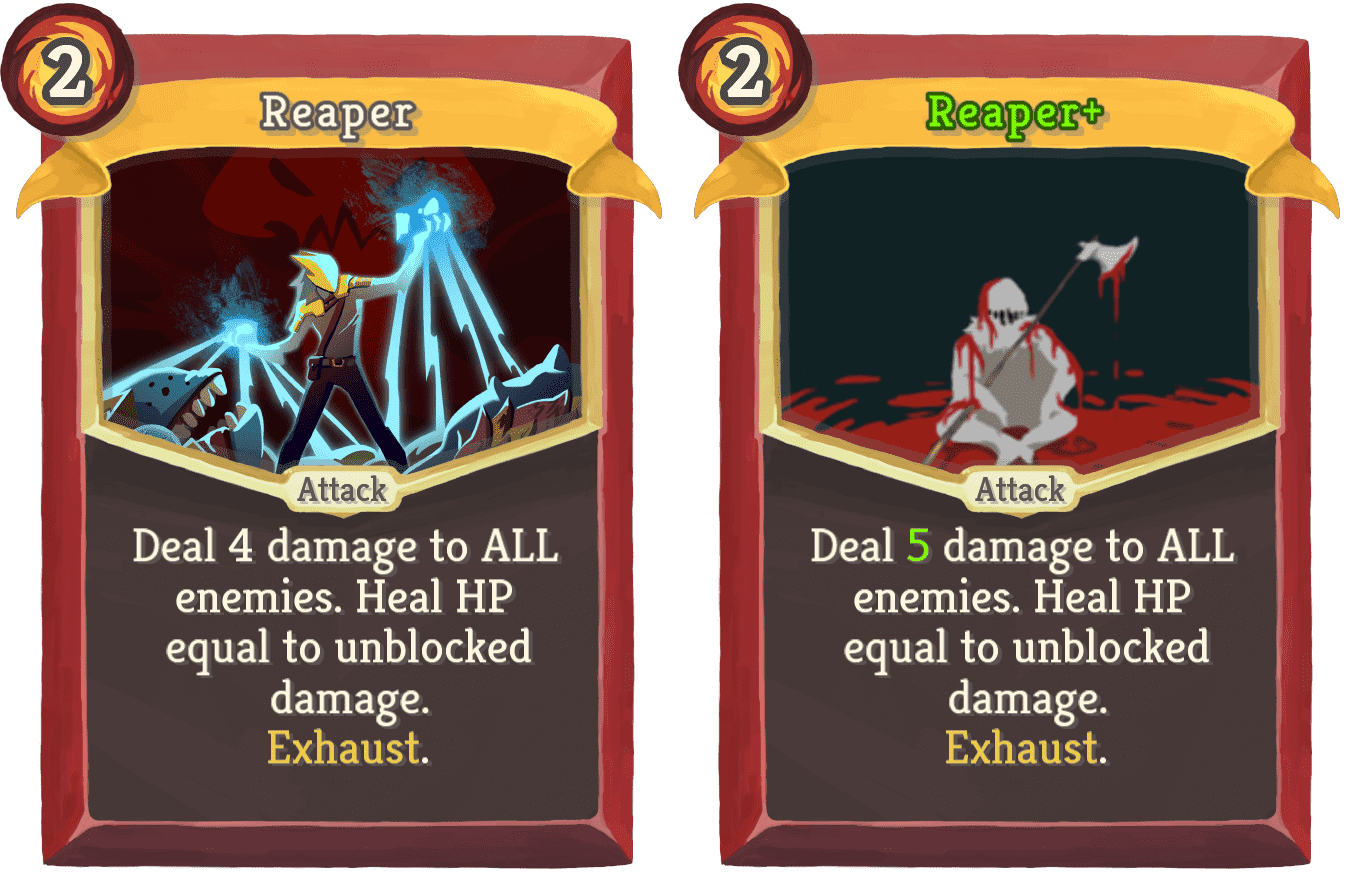 2
Reaper
Attack
Deal 4 damage to ALL
enemies. Heal HP
equal to unblocked
damage.
Exhaust.
2
Reaper+
Attack
Deal 5 damage to ALL
enemies. Heal HP
equal to unblocked
damage.
Exhaust.